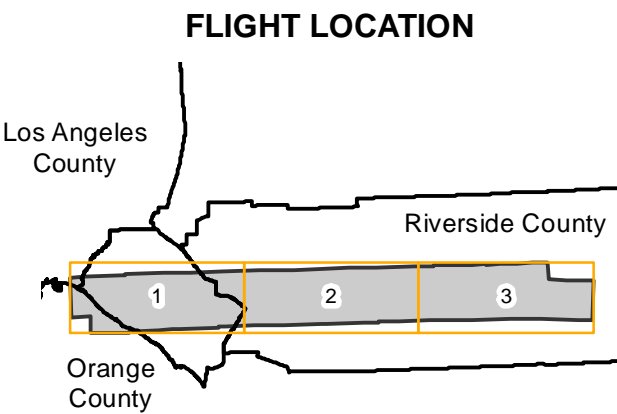 FLIGHT LOCATION
Los Angeles
County
Riverside County
1
2
3
Orange
County